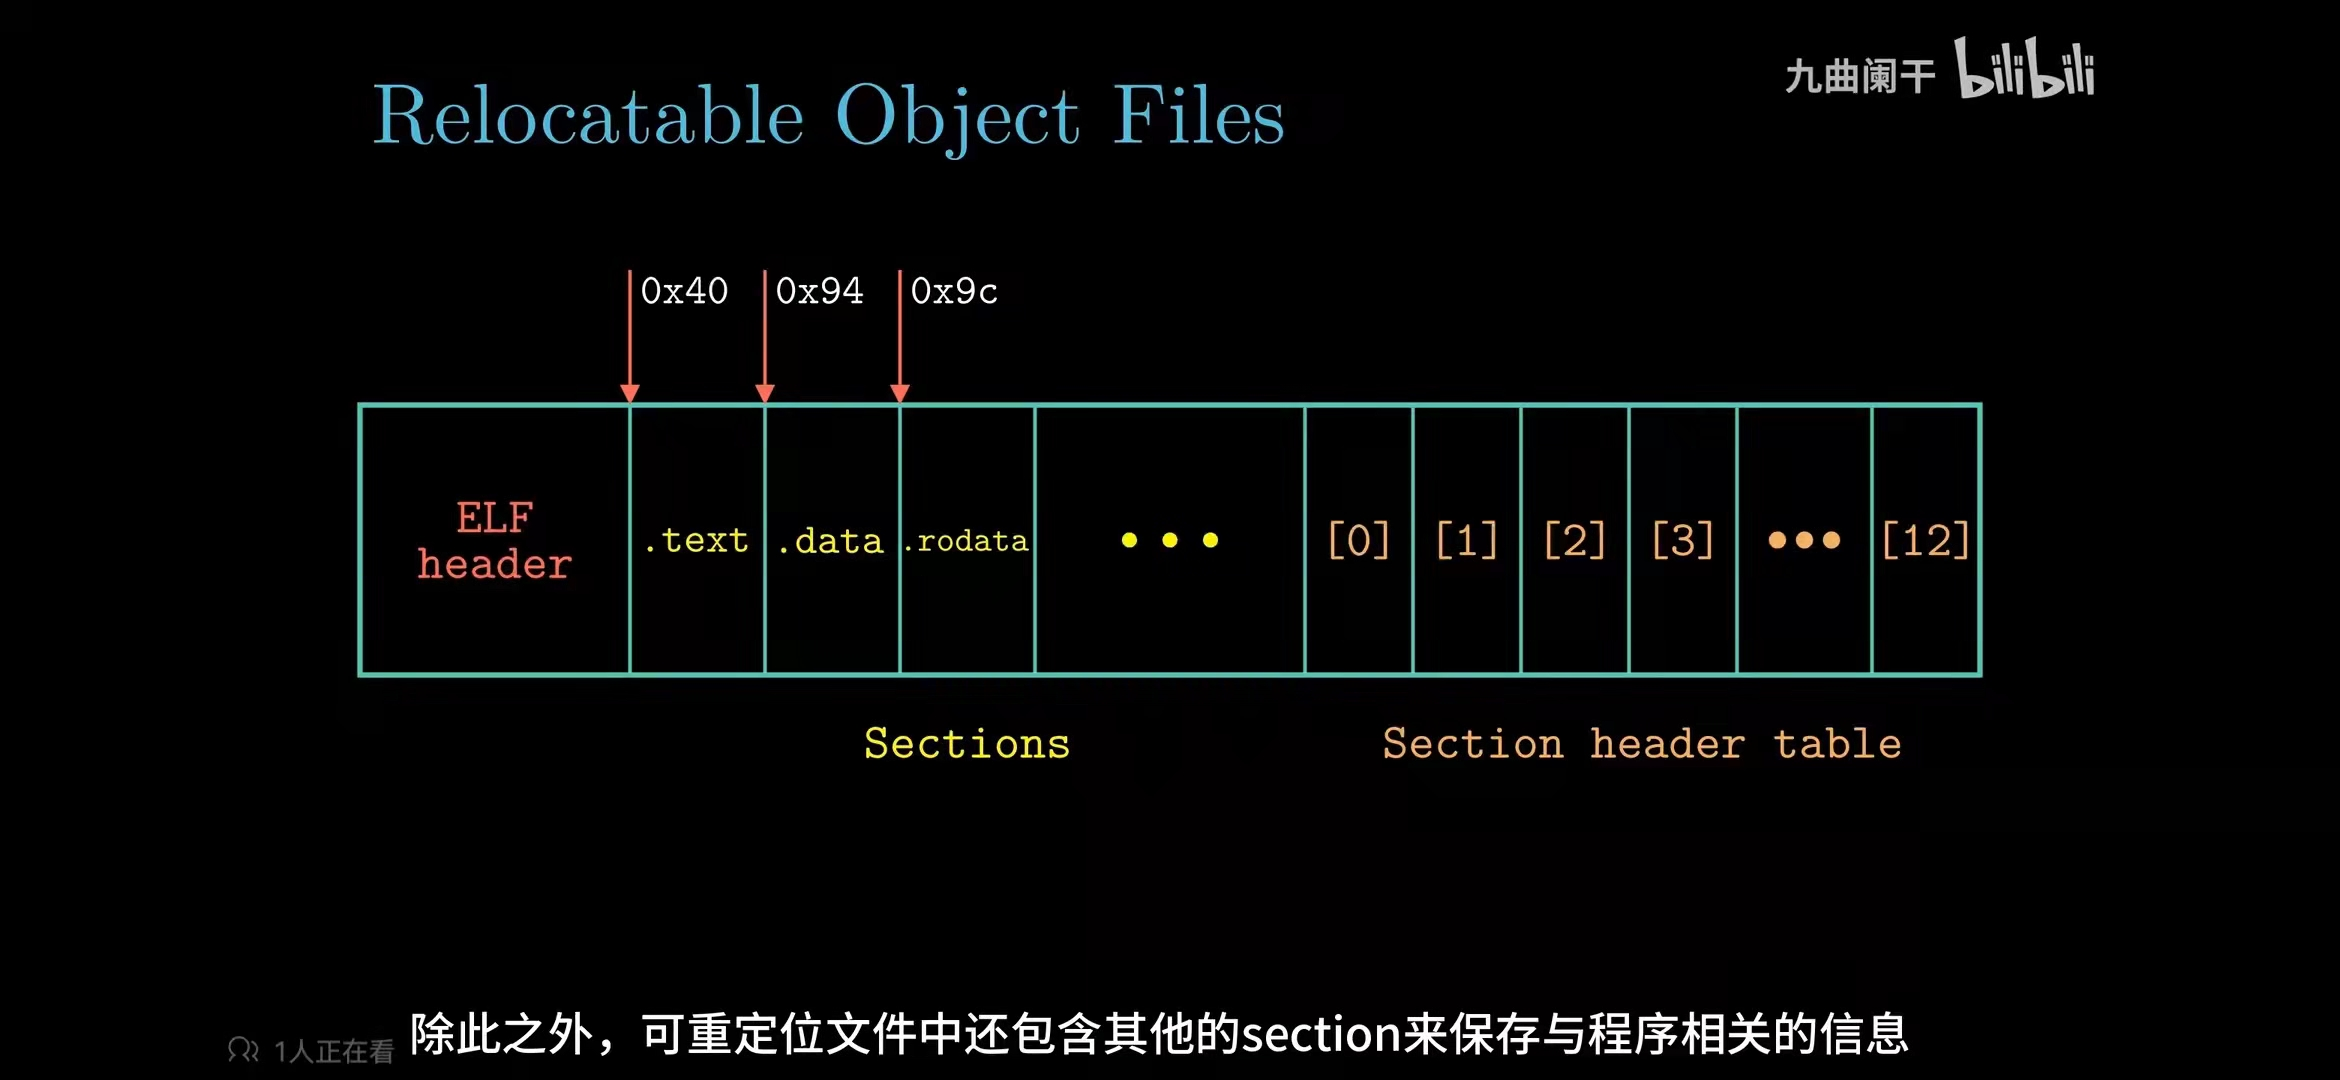 九曲阑干 bilibili
Relocatable Object Files
0x40 0x94 0x9c
ELF
header
.text .data .rodata ••• [0] [1] [2] [3] ••• [12]
Sections Section header table
1人正在看
除此之外，可重定位文件中还包含其他的section来保存与程序相关的信息